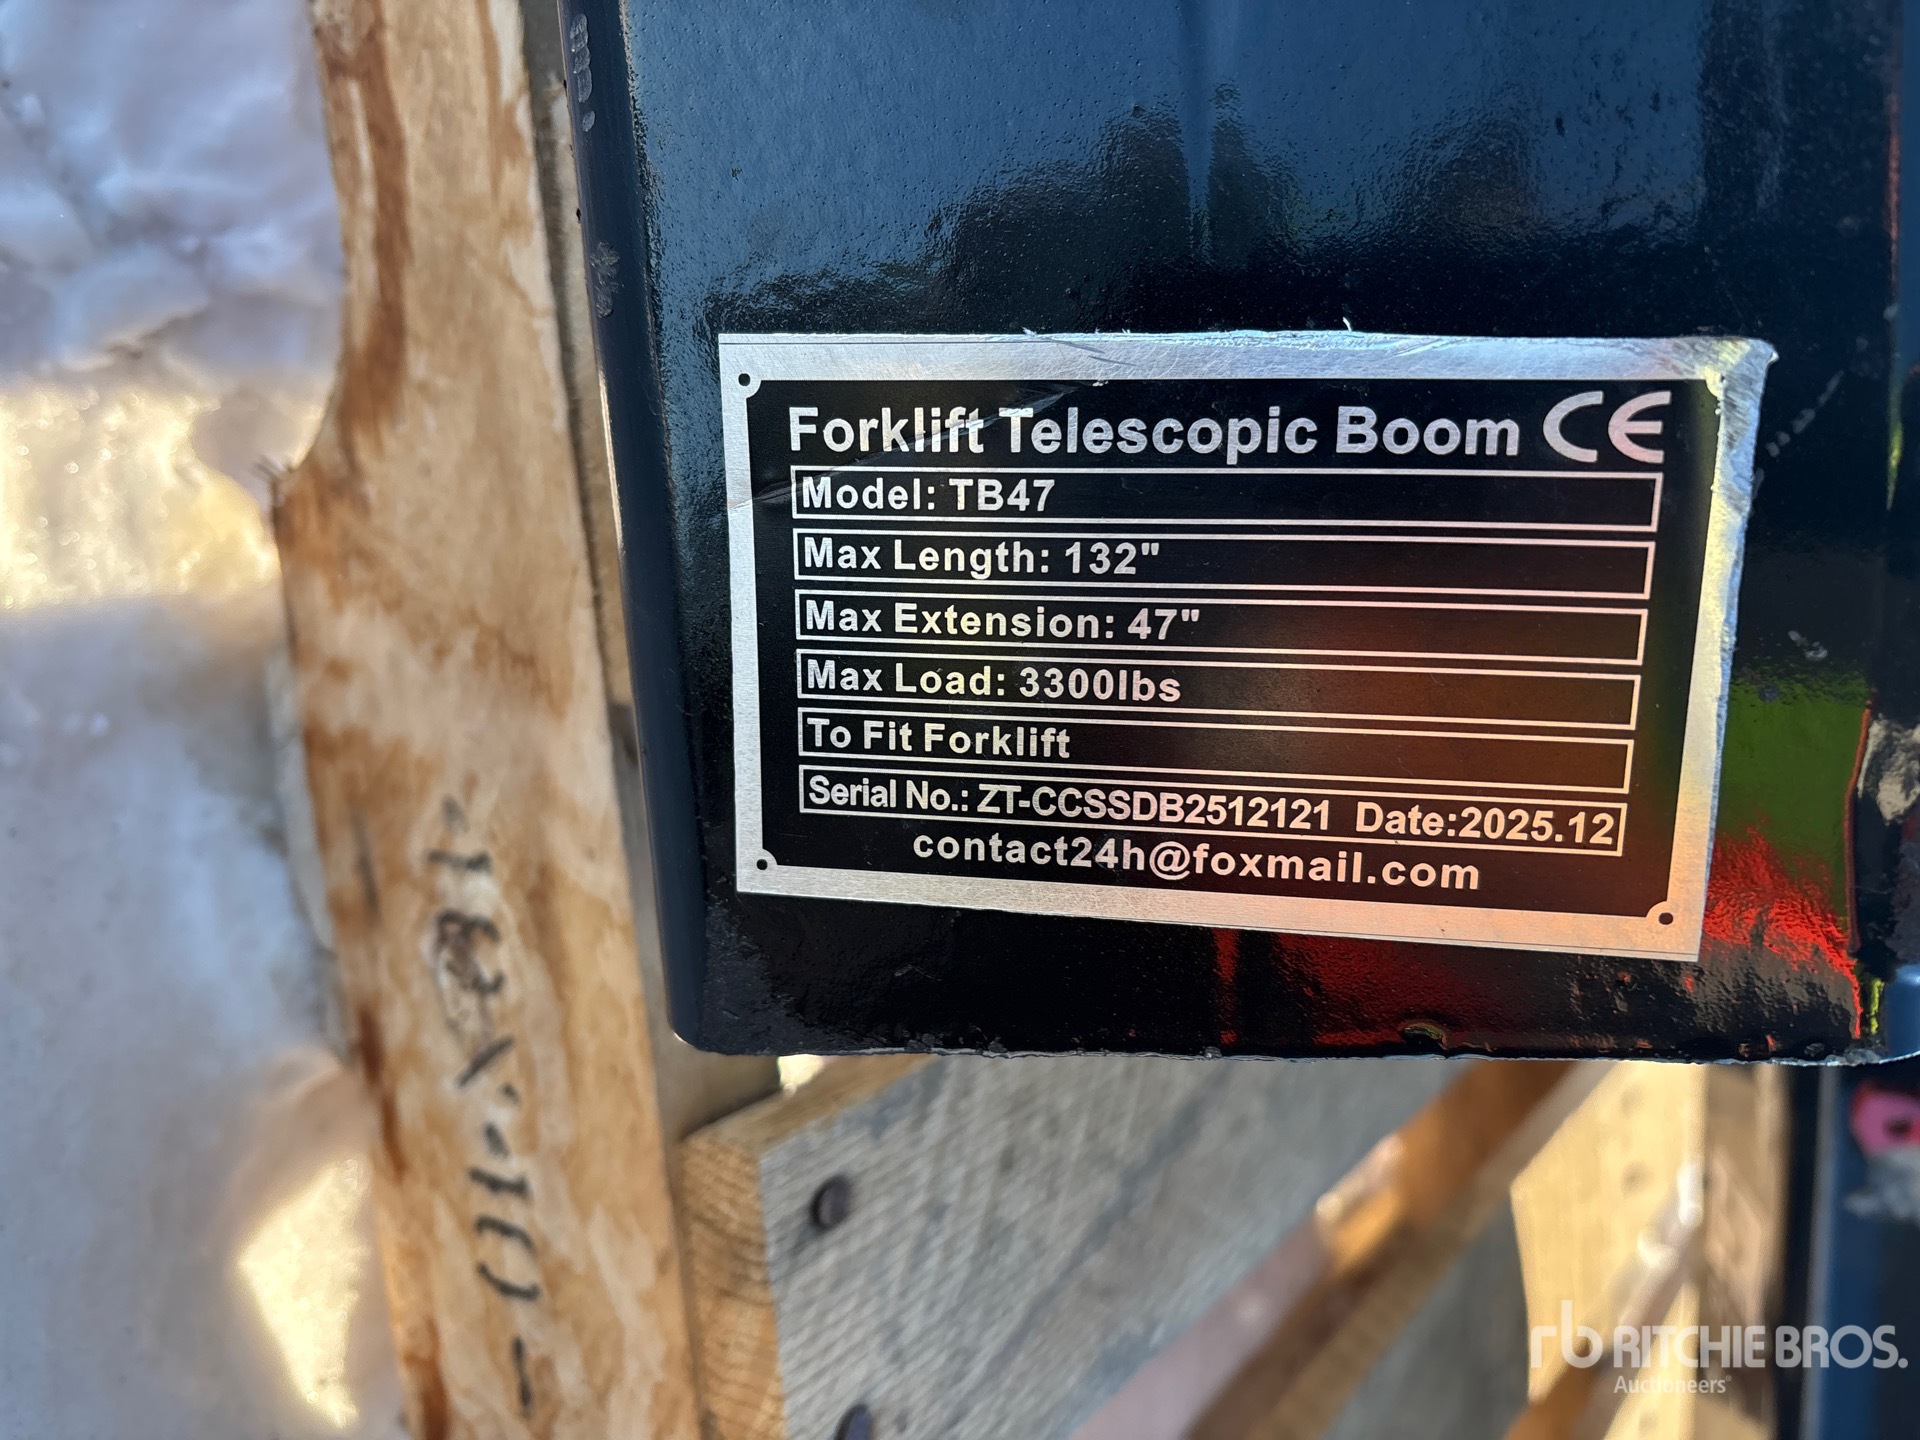 Forklift Telescopic Boom CE
Model: TB47
Max Length: 132"
Max Extension: 47"
Max Load: 3300lbs
To Fit Forklift
Serial No.: ZT-CCSSDB2512121 Date:2025.12
contact24h@foxmail.com
rb RITCHIE BROS.
Auctioneers